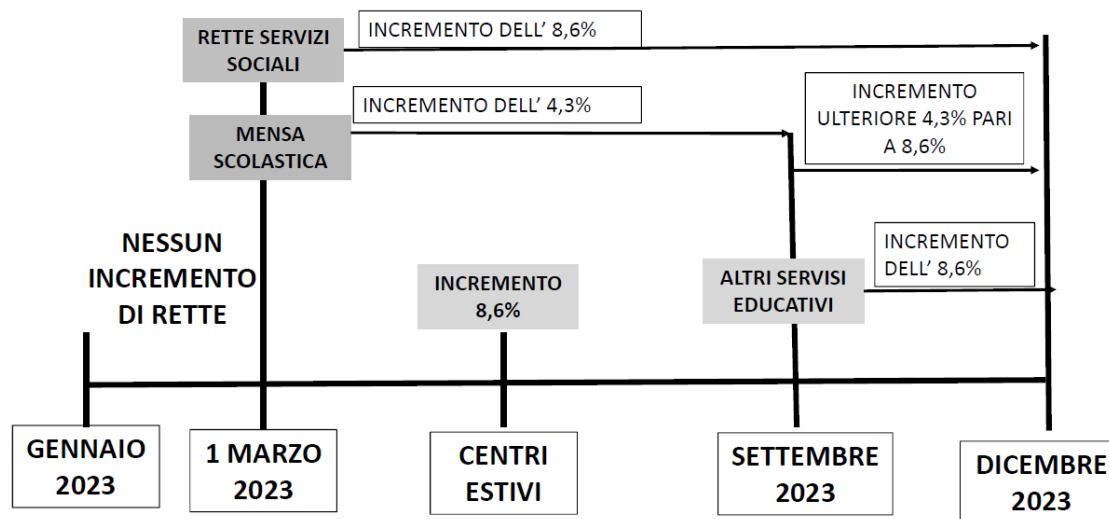 RETTE SERVIZI
SOCIALI
INCREMENTO DELL’ 8,6%
MENSA
SCOLASTICA
INCREMENTO DELL’ 4,3%
INCREMENTO
ULTERIORE 4,3% PARI
A 8,6%
NESSUN
INCREMENTO
DI RETTE
INCREMENTO
8,6%
ALTRI SERVISI
EDUCATIVI
INCREMENTO
DELL’ 8,6%
GENNAIO
2023
1 MARZO
2023
CENTRI
ESTIVI
SETTEMBRE
2023
DICEMBRE
2023